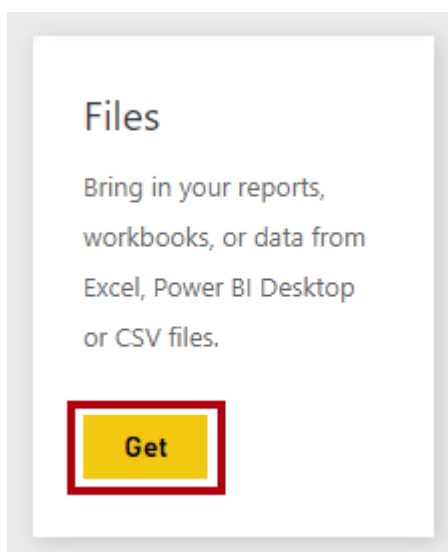 Files
Bring in your reports,
workbooks, or data from
Excel, Power BI Desktop
or CSV files.
Get